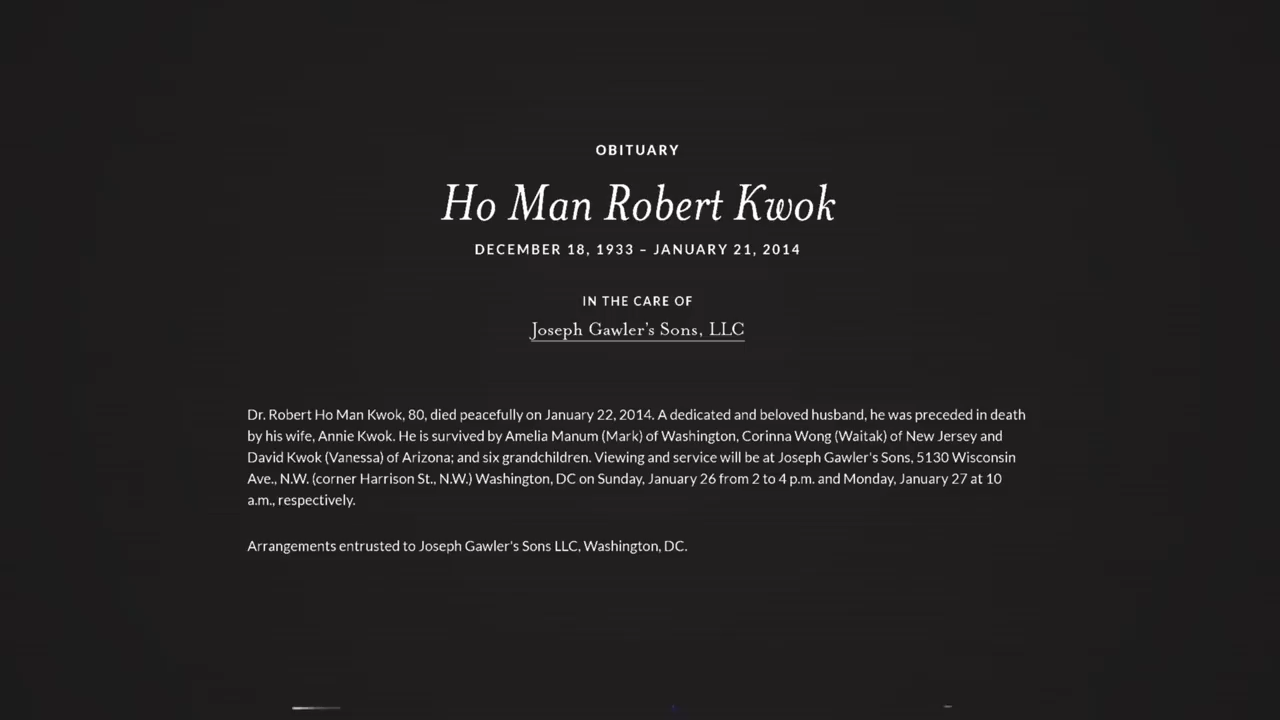 OBITUARY
Ho Man Robert Kwok
DECEMBER 18, 1933 – JANUARY 21, 2014
IN THE CARE OF
Joseph Gawler's Sons, LLC
Dr. Robert Ho Man Kwok, 80, died peacefully on January 22, 2014. A dedicated and beloved husband, he was preceded in death
by his wife, Annie Kwok. He is survived by Amelia Manum (Mark) of Washington, Corinna Wong (Waitak) of New Jersey and
David Kwok (Vanessa) of Arizona; and six grandchildren. Viewing and service will be at Joseph Gawler's Sons, 5130 Wisconsin
Ave., N.W. (corner Harrison St., N.W.) Washington, DC on Sunday, January 26 from 2 to 4 p.m. and Monday, January 27 at 10
a.m., respectively.
Arrangements entrusted to Joseph Gawler's Sons LLC, Washington, DC.